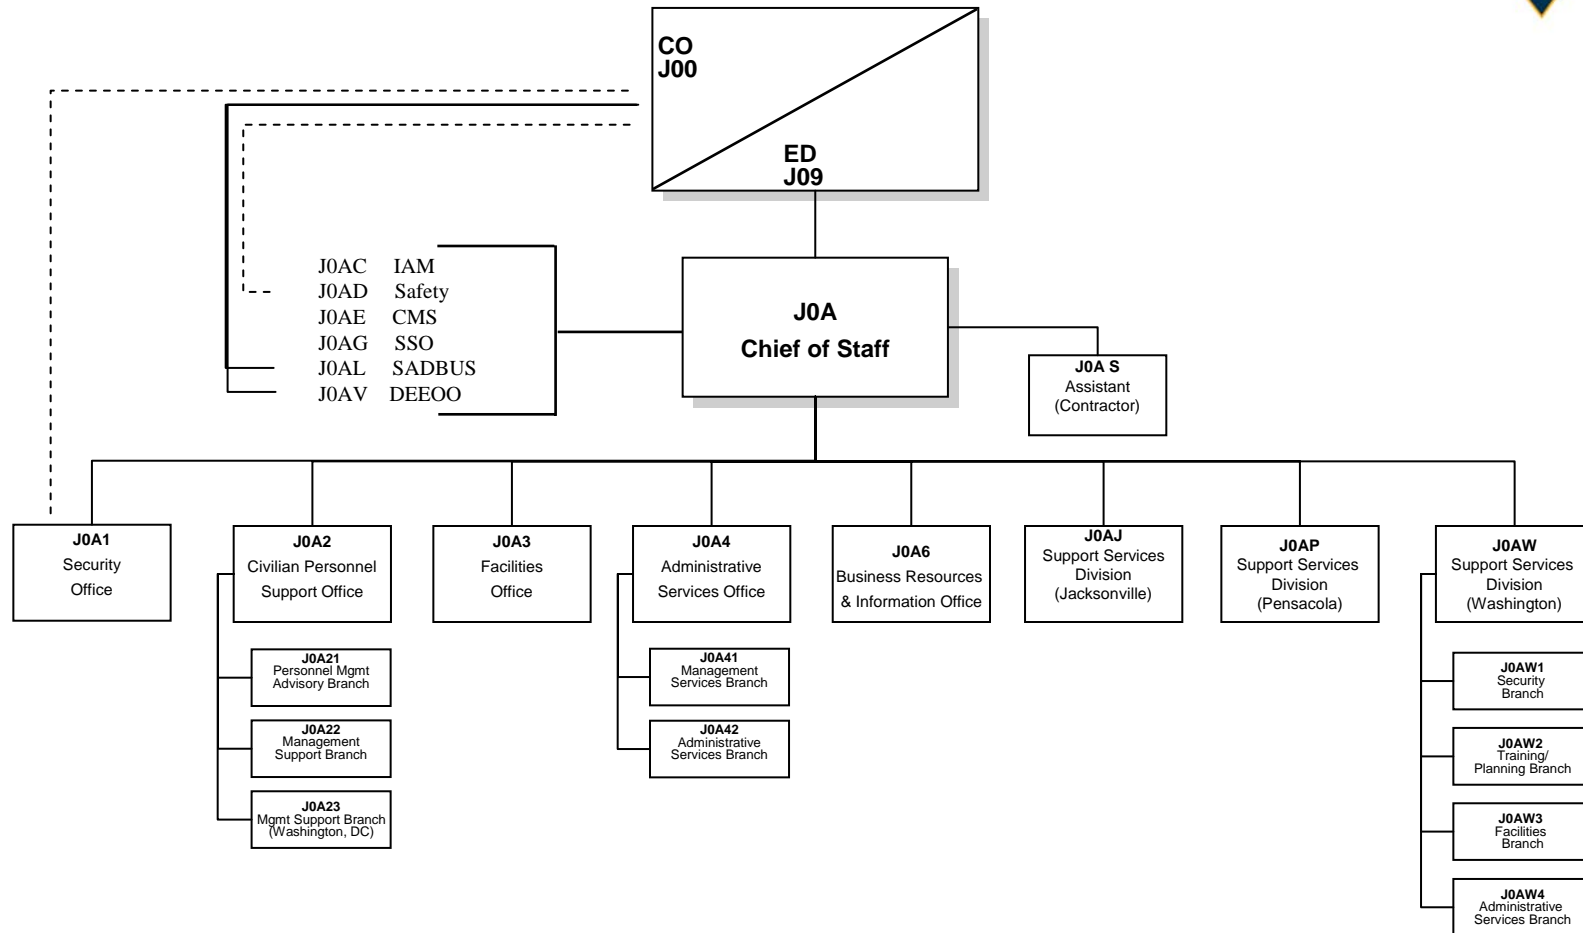 CO
J00
ED
J09
J0AC IAM
J0AD Safety
J0AE CMS
J0AG SSO
J0AL SADBUS
J0AV DEEOO
J0A
Chief of Staff
J0A S
Assistant
(Contractor)
J0A1
Security
Office
J0A2
Civilian Personnel
Support Office
J0A21
Personnel Mgmt
Advisory Branch
J0A22
Management
Support Branch
J0A23
Mgmt Support Branch
(Washington, DC)
J0A3
Facilities
Office
J0A4
Administrative
Services Office
J0A41
Management
Services Branch
J0A42
Administrative
Services Branch
J0A6
Business Resources
& Information Office
J0AJ
Support Services
Division
(Jacksonville)
J0AP
Support Services
Division
(Pensacola)
J0AW
Support Services
Division
(Washington)
J0AW1
Security
Branch
J0AW2
Training/
Planning Branch
J0AW3
Facilities
Branch
J0AW4
Administrative
Services Branch